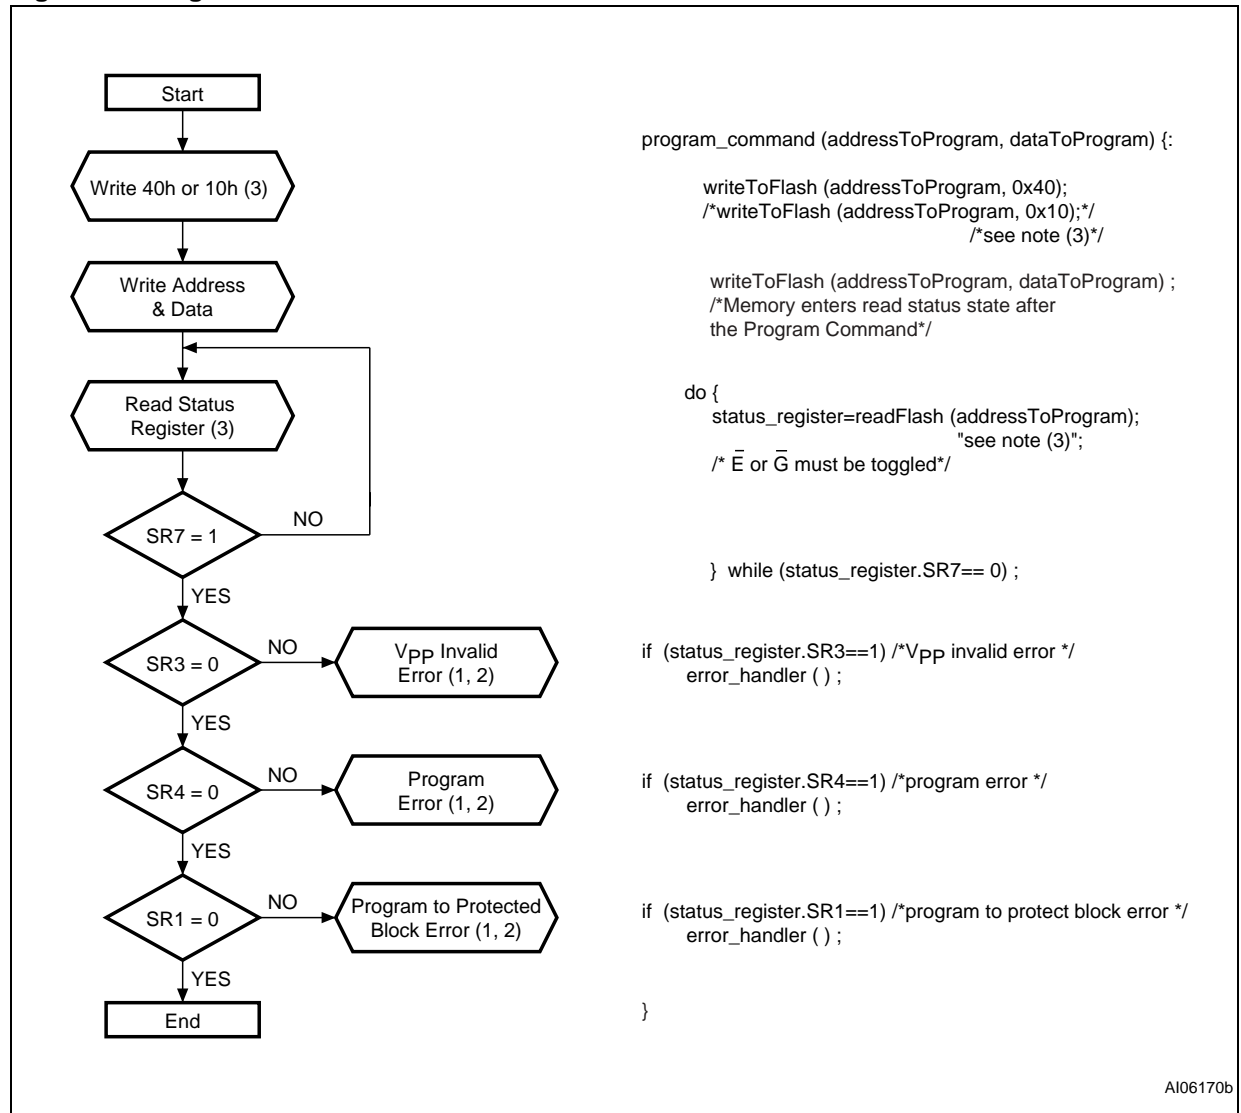 Start
Write 40h or 10h (3)
Write Address
& Data
Read Status
Register (3)
SR7 = 1
NO
YES
SR3 = 0
NO
VPP Invalid
Error (1, 2)
YES
SR4 = 0
NO
Program
Error (1, 2)
YES
SR1 = 0
NO
Program to Protected
Block Error (1, 2)
YES
End
program_command (addressToProgram, dataToProgram) {:
writeToFlash (addressToProgram, 0x40);
/*writeToFlash (addressToProgram, 0x10);*/
/*see note (3)*/
writeToFlash (addressToProgram, dataToProgram) ;
/*Memory enters read status state after
the Program Command*/
do {
status_register=readFlash (addressToProgram);
"see note (3)";
/* E̅ or G̅ must be toggled*/
} while (status_register.SR7== 0) ;
if (status_register.SR3==1) /*VPP invalid error */
error_handler ( ) ;
if (status_register.SR4==1) /*program error */
error_handler ( ) ;
if (status_register.SR1==1) /*program to protect block error */
error_handler ( ) ;
}
AI06170b